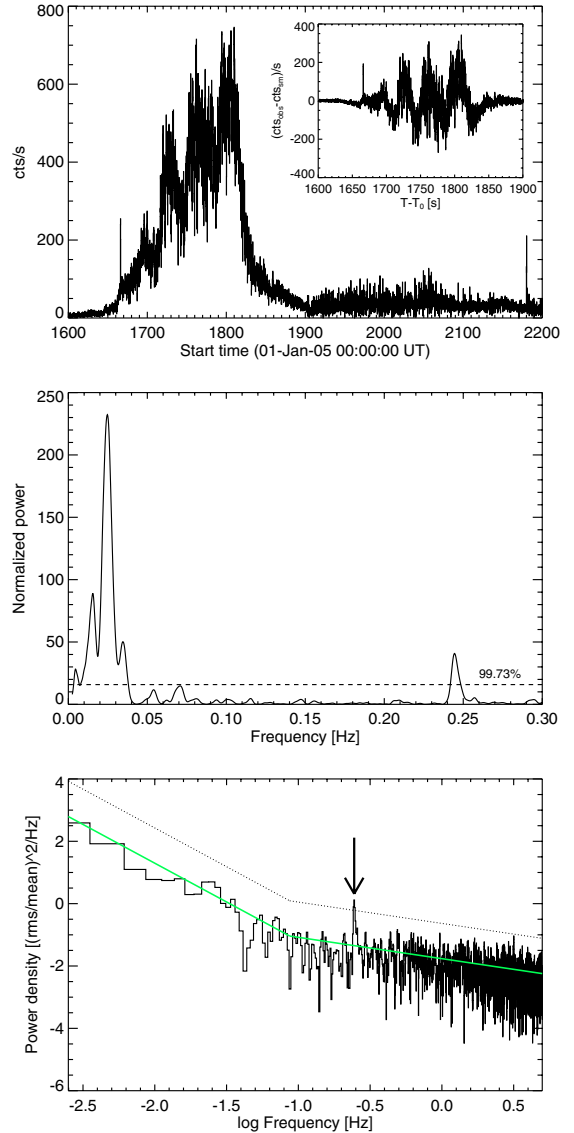 800
600
400
200
0
cts/s
1600 1700 1800 1900 2000 2100 2200
Start time (01-Jan-05 00:00:00 UT)
400
200
0
-200
-400
(cts_obs-cts_sm)/s
1600 1650 1700 1750 1800 1850 1900
T-T_0 [s]
250
200
150
100
50
0
Normalized power
99.73%
0.00 0.05 0.10 0.15 0.20 0.25 0.30
Frequency [Hz]
4
2
0
-2
-4
-6
Power density [(rms/mean)^2/Hz]
-2.5 -2.0 -1.5 -1.0 -0.5 0.0 0.5
log Frequency [Hz]